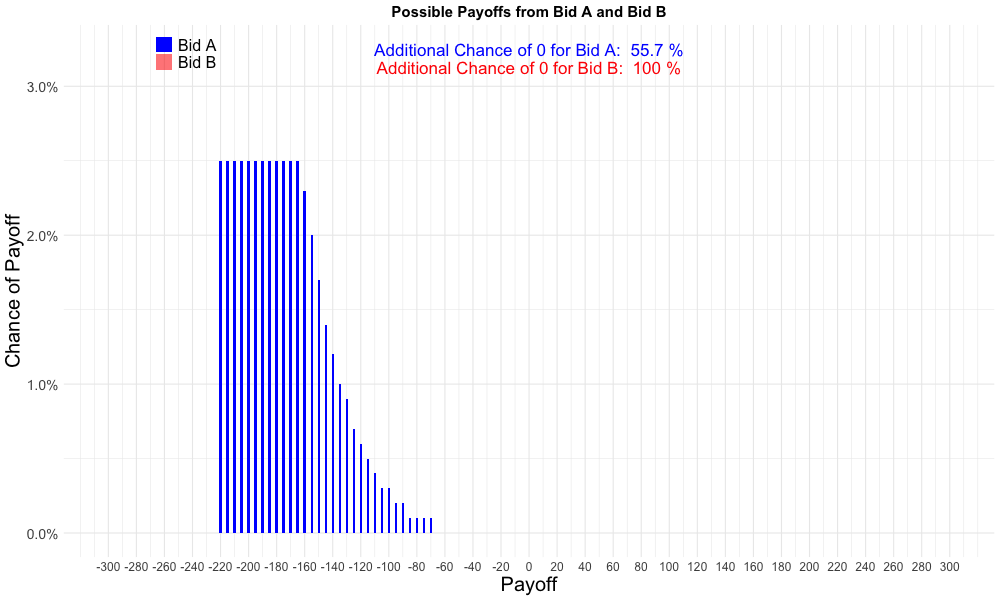 Possible Payoffs from Bid A and Bid B
Bid A
Bid B
Additional Chance of 0 for Bid A: 55.7 %
Additional Chance of 0 for Bid B: 100 %
Chance of Payoff
3.0%
2.0%
1.0%
0.0%
-300 -280 -260 -240 -220 -200 -180 -160 -140 -120 -100 -80 -60 -40 -20 0 20 40 60 80 100 120 140 160 180 200 220 240 260 280 300
Payoff